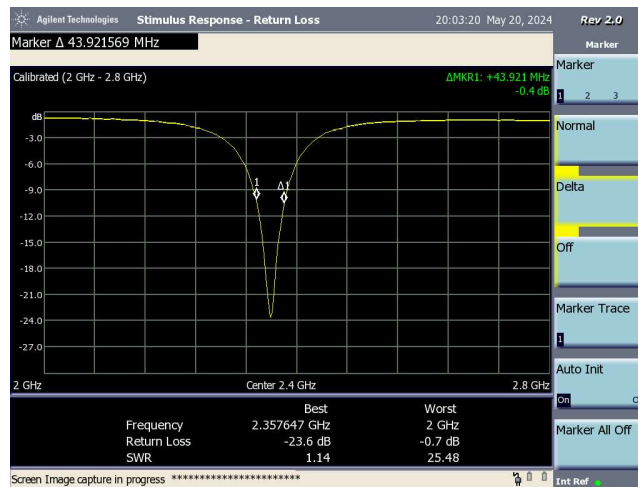 Agilent Technologies Stimulus Response - Return Loss 20:03:20 May 20, 2024 Rev 2.0
Marker Δ 43.921569 MHz
Marker
Marker
1 2 3
Calibrated (2 GHz - 2.8 GHz)
ΔMKR1: +43.921 MHz
-0.4 dB
dB
-3.0
-6.0
-9.0
-12.0
-15.0
-18.0
-21.0
-24.0
-27.0
1 Δ1
2 GHz Center 2.4 GHz 2.8 GHz
Best Worst
Frequency 2.357647 GHz 2 GHz
Return Loss -23.6 dB -0.7 dB
SWR 1.14 25.48
Screen Image capture in progress ************************
Normal
Delta
Off
Marker Trace
1
Auto Init
On O
Marker All Off
Int Ref